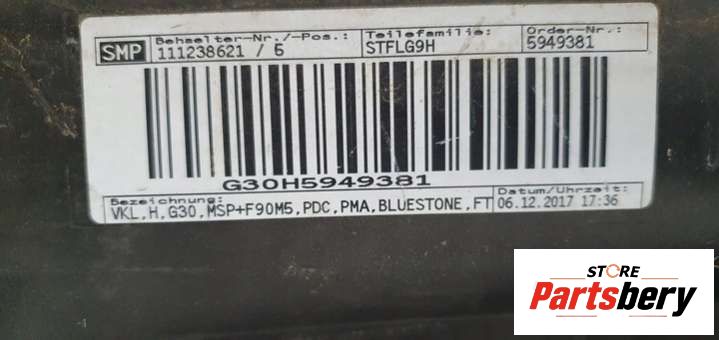 SMP
Behaelter-Nr./-Pos.: Teilefamilie: Order-Nr.:
111238621 / 5 STFLG9H 5949381
G30H5949381
Bezeichnung: Datum/Uhrzeit:
VKL,H,G30,MSP+F90M5,PDC,PMA,BLUESTONE,FT 06.12.2017 17:36
STORE
Partsbery